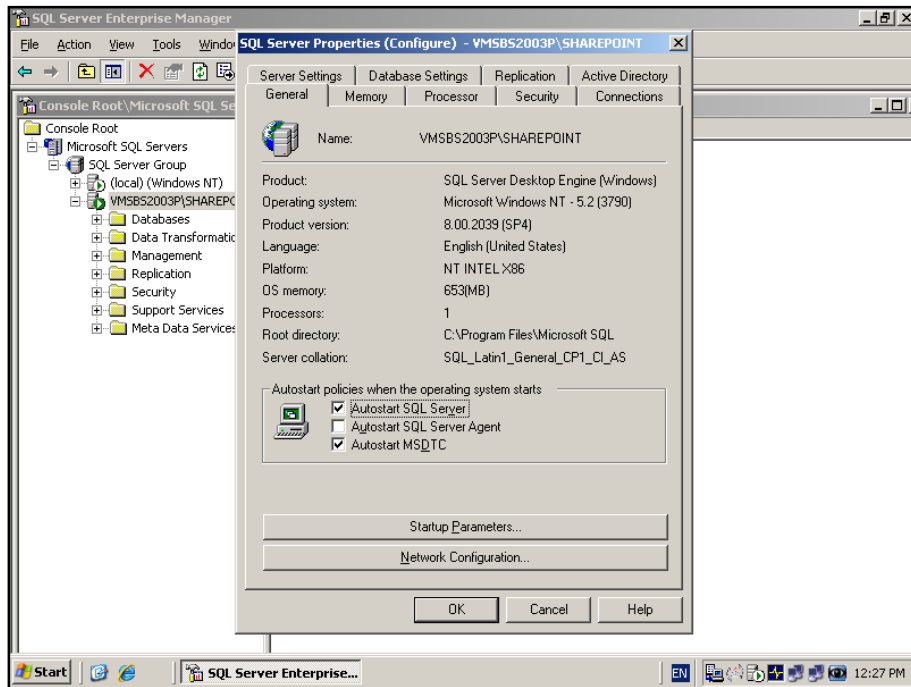 SQL Server Enterprise Manager
File Action View Tools Windo
Console Root\Microsoft SQL Se
Console Root
Microsoft SQL Servers
SQL Server Group
(local) (Windows NT)
VMSBS2003P\SHAREPO
Databases
Data Transformatic
Management
Replication
Security
Support Services
Meta Data Services
SQL Server Properties (Configure) - VMSBS2003P\SHAREPOINT
Server Settings Database Settings Replication Active Directory
General Memory Processor Security Connections
Name: VMSBS2003P\SHAREPOINT
Product: SQL Server Desktop Engine (Windows)
Operating system: Microsoft Windows NT - 5.2 (3790)
Product version: 8.00.2039 (SP4)
Language: English (United States)
Platform: NT INTEL X86
OS memory: 653(MB)
Processors: 1
Root directory: C:\Program Files\Microsoft SQL
Server collation: SQL_Latin1_General_CP1_CI_AS
Autostart policies when the operating system starts
Autostart SQL Server
Autostart SQL Server Agent
Autostart MSDTC
Startup Parameters...
Network Configuration...
OK Cancel Help
Start SQL Server Enterprise... EN 12:27 PM